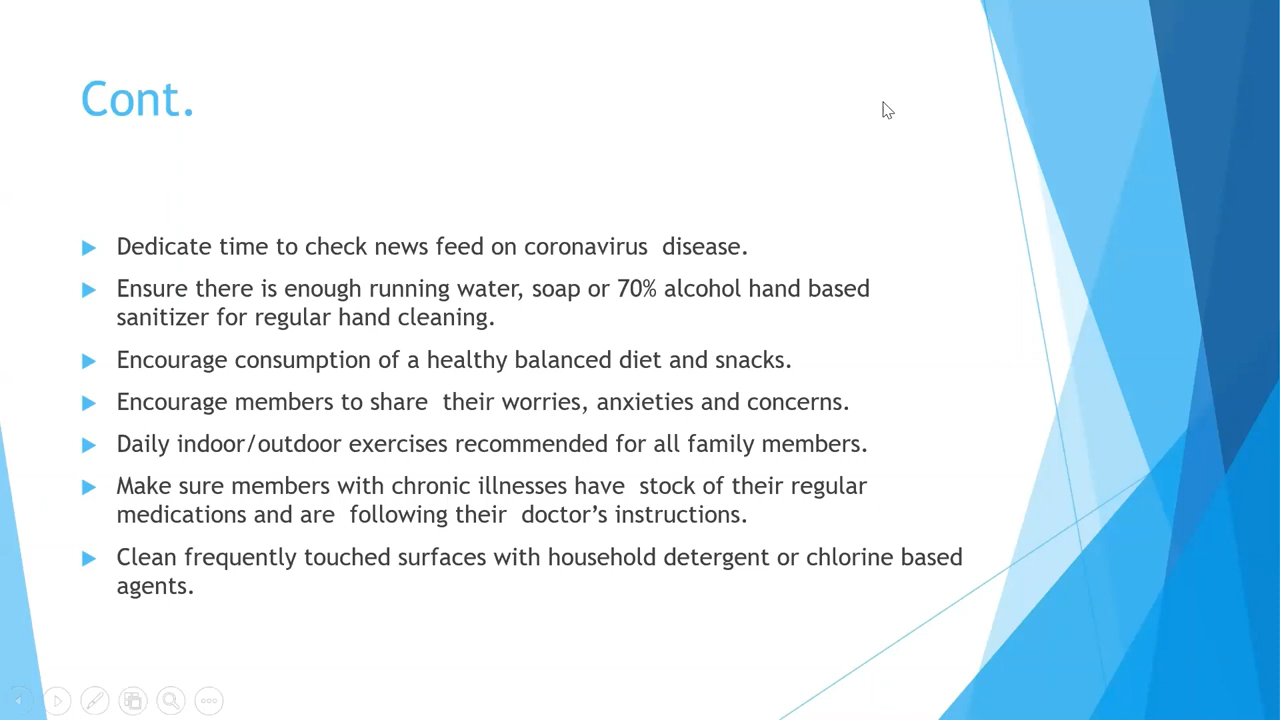 Cont.
Dedicate time to check news feed on coronavirus  disease.
Ensure there is enough running water, soap or 70% alcohol hand based
sanitizer for regular hand cleaning.
Encourage consumption of a healthy balanced diet and snacks.
Encourage members to share  their worries, anxieties and concerns.
Daily indoor/outdoor exercises recommended for all family members.
Make sure members with chronic illnesses have  stock of their regular
medications and are  following their  doctor’s instructions.
Clean frequently touched surfaces with household detergent or chlorine based
agents.